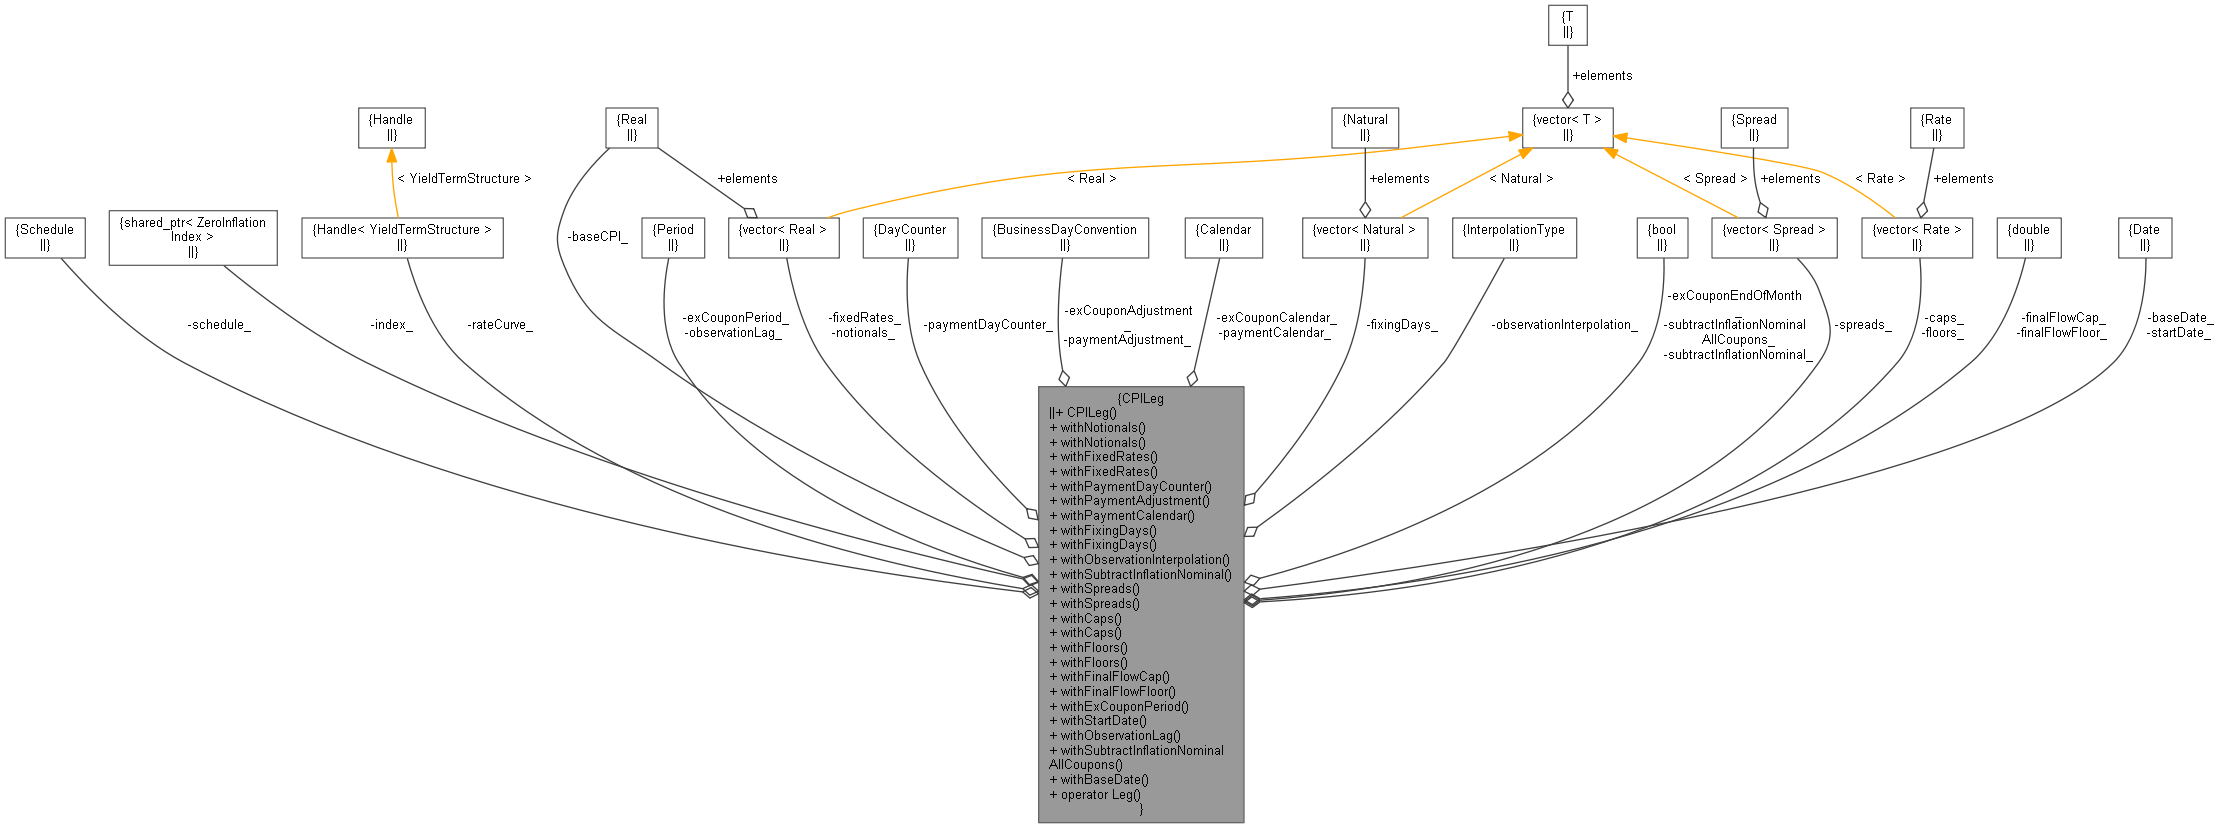 {T
||}
+elements
{Handle
||}
{Real
||}
{Natural
||}
{vector< T >
||}
{Spread
||}
{Rate
||}
< YieldTermStructure >
+elements
< Real >
+elements
< Natural >
< Spread >
+elements
< Rate >
+elements
{Schedule
||}
{shared_ptr< ZeroInflation
Index >
||}
{Handle< YieldTermStructure >
||}
-baseCPI_
{Period
||}
{vector< Real >
||}
{DayCounter
||}
{BusinessDayConvention
||}
{Calendar
||}
{vector< Natural >
||}
{InterpolationType
||}
{bool
||}
{vector< Spread >
||}
{vector< Rate >
||}
{double
||}
{Date
||}
-schedule_
-index_
-rateCurve_
-exCouponPeriod_
-observationLag_
-fixedRates_
-notionals_
-paymentDayCounter_
-exCouponAdjustment
_
-paymentAdjustment_
-exCouponCalendar_
-paymentCalendar_
-fixingDays_
-observationInterpolation_
-exCouponEndOfMonth
_
-subtractInflationNominal
AllCoupons_
-subtractInflationNominal_
-spreads_
-caps_
-floors_
-finalFlowCap_
-finalFlowFloor_
-baseDate_
-startDate_
{CPILeg
||+ CPILeg()
+ withNotionals()
+ withNotionals()
+ withFixedRates()
+ withFixedRates()
+ withPaymentDayCounter()
+ withPaymentAdjustment()
+ withPaymentCalendar()
+ withFixingDays()
+ withFixingDays()
+ withObservationInterpolation()
+ withSubtractInflationNominal()
+ withSpreads()
+ withSpreads()
+ withCaps()
+ withCaps()
+ withFloors()
+ withFloors()
+ withFinalFlowCap()
+ withFinalFlowFloor()
+ withExCouponPeriod()
+ withStartDate()
+ withObservationLag()
+ withSubtractInflationNominal
AllCoupons()
+ withBaseDate()
+ operator Leg()
}